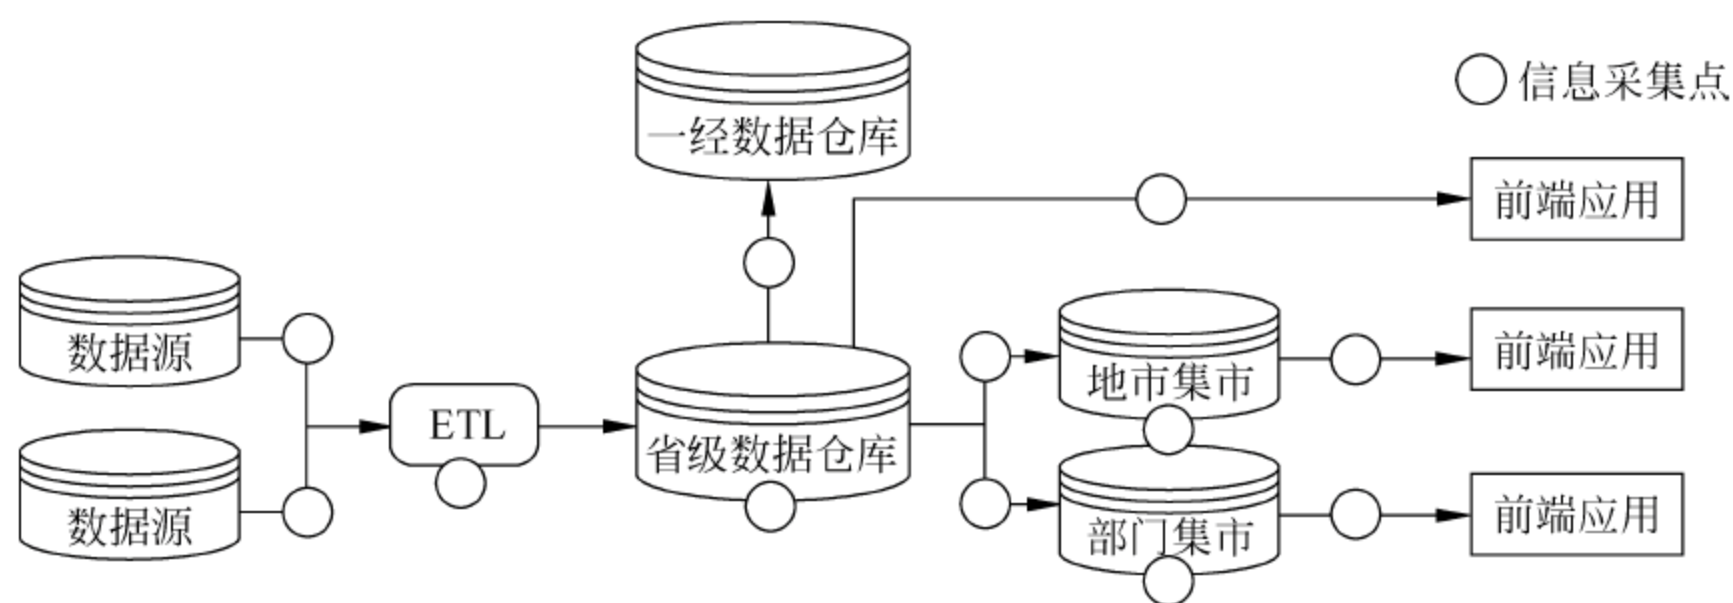 一经数据仓库
信息采集点
前端应用
数据源
地市集市
前端应用
ETL
省级数据仓库
数据源
部门集市
前端应用